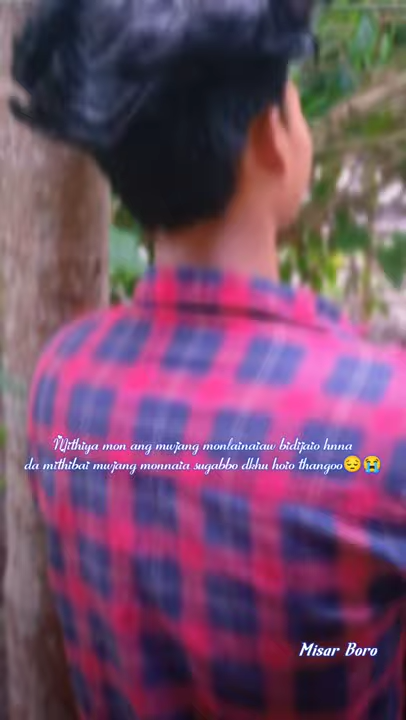 Mithiya mon ang mwjang monlainaiaw bidijaio hnna
da mithibai mwjang monnaia sugabbo dkhu hoio thangoo😔😭
Misar Boro